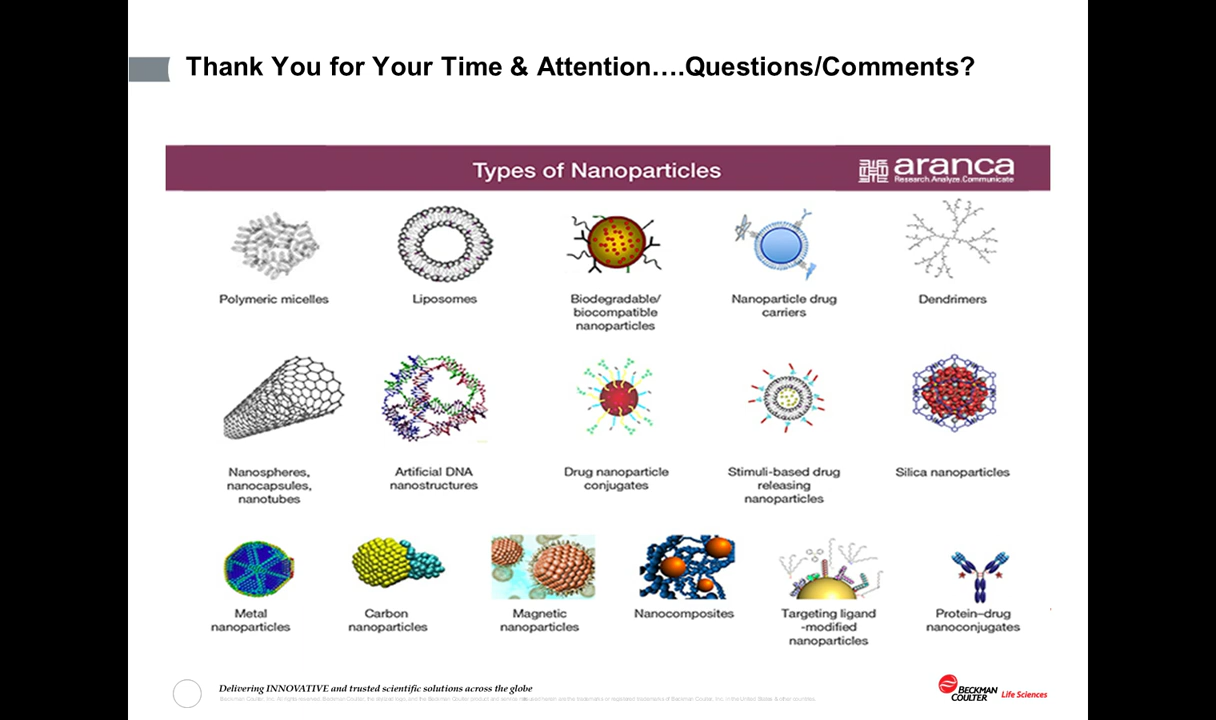 Thank You for Your Time & Attention….Questions/Comments?
Types of Nanoparticles
aranca
Research.Analyze.Communicate
Polymeric micelles
Liposomes
Biodegradable/
biocompatible
nanoparticles
Nanoparticle drug
carriers
Dendrimers
Nanospheres,
nanocapsules,
nanotubes
Artificial DNA
nanostructures
Drug nanoparticle
conjugates
Stimuli-based drug
releasing
nanoparticles
Silica nanoparticles
Metal
nanoparticles
Carbon
nanoparticles
Magnetic
nanoparticles
Nanocomposites
Targeting ligand
-modified
nanoparticles
Protein–drug
nanoconjugates
Delivering INNOVATIVE and trusted scientific solutions across the globe
BECKMAN
COULTER
Life Sciences